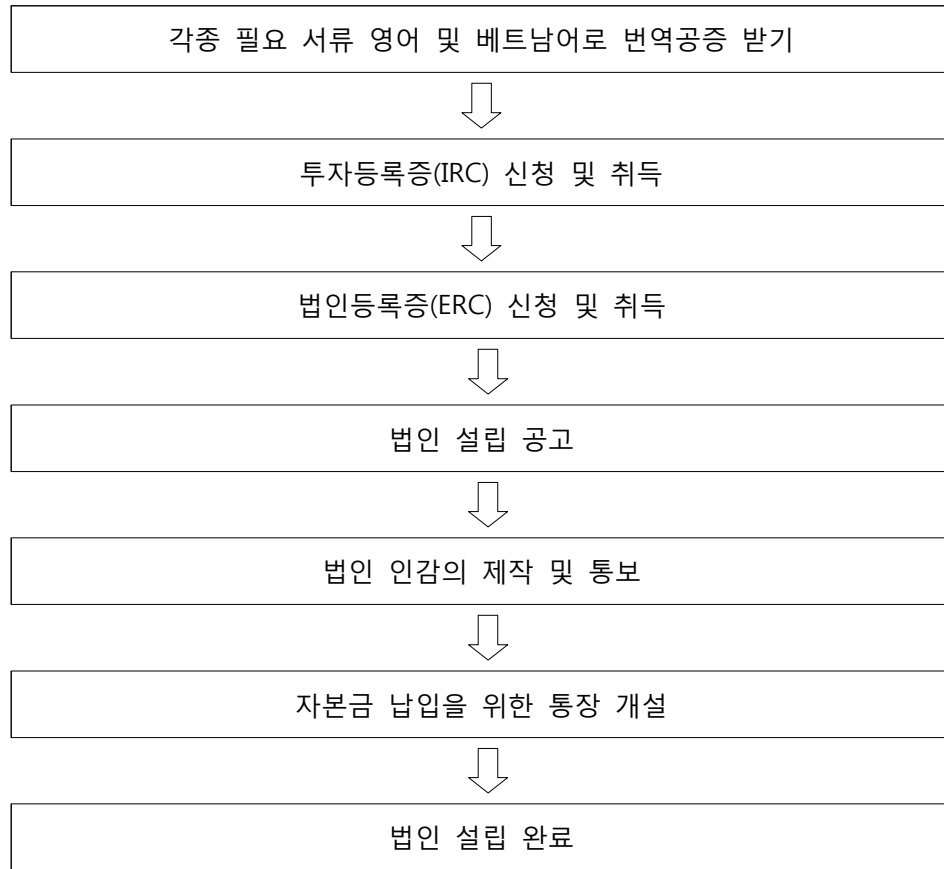 각종 필요 서류 영어 및 베트남어로 번역공증 받기
투자등록증(IRC) 신청 및 취득
법인등록증(ERC) 신청 및 취득
법인 설립 공고
법인 인감의 제작 및 통보
자본금 납입을 위한 통장 개설
법인 설립 완료